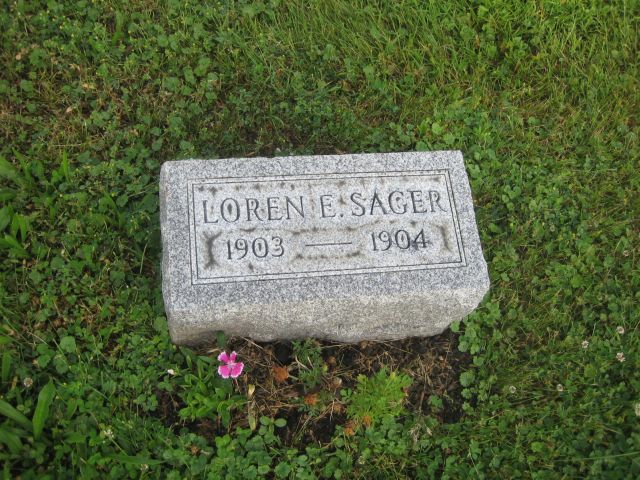 LOREN E. SAGER
1903 — 1904